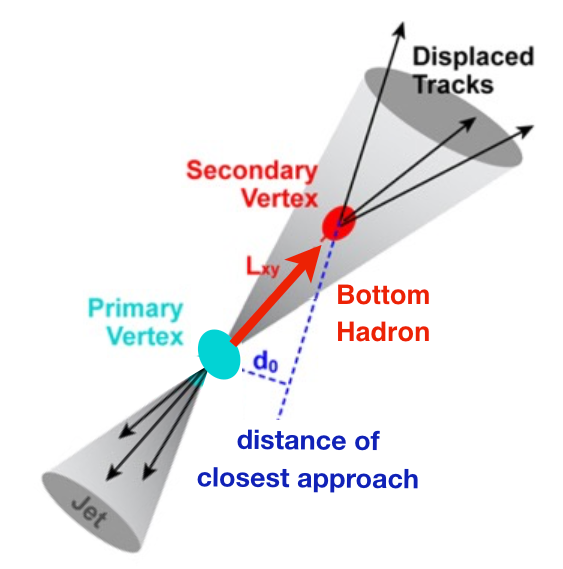 Displaced
Tracks
Secondary
Vertex
Lxy
Bottom
Hadron
Primary
Vertex
d0
distance of
closest approach
Jet